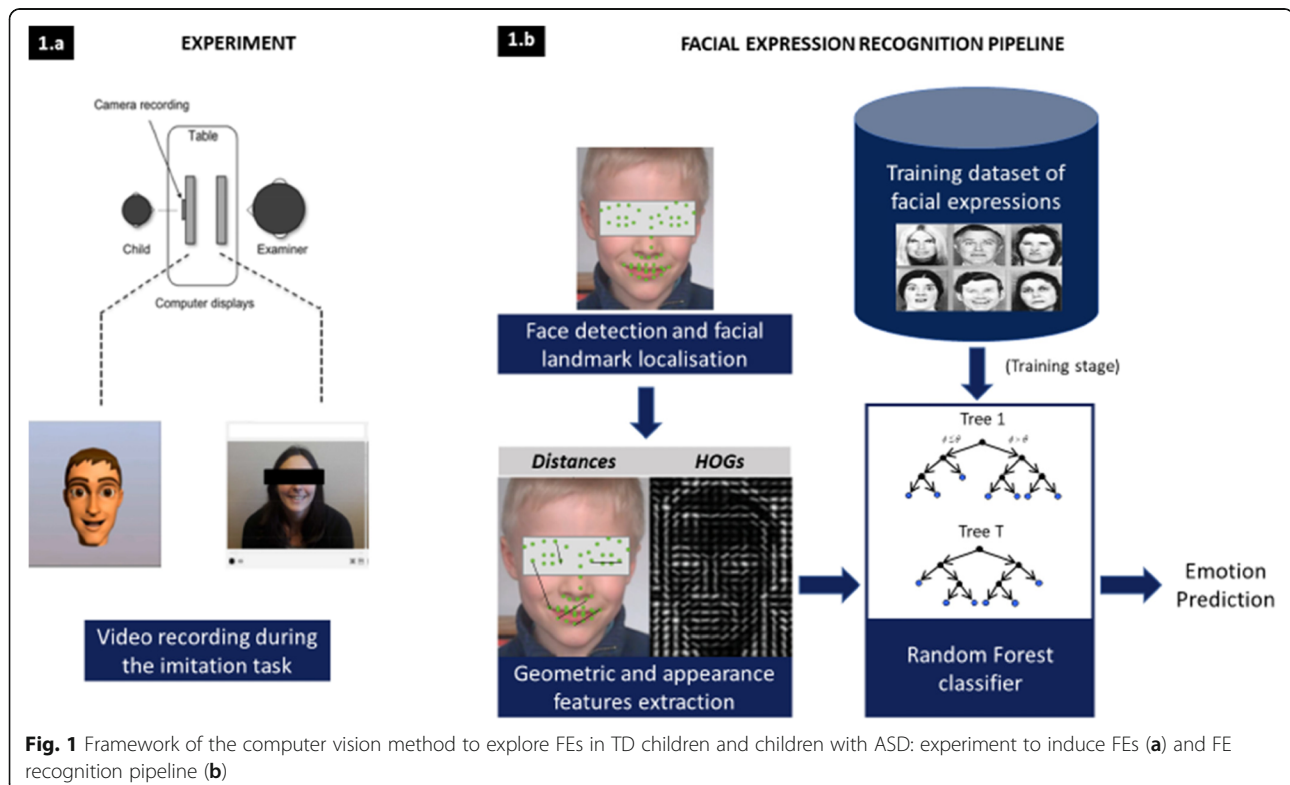 1.a
EXPERIMENT
Camera recording
Table
Child
Examiner
Computer displays
Video recording during
the imitation task
1.b
FACIAL EXPRESSION RECOGNITION PIPELINE
Training dataset of
facial expressions
Face detection and facial
landmark localisation
(Training stage)
Distances
HOGs
Geometric and appearance
features extraction
Tree 1
Tree T
Random Forest
classifier
Emotion
Prediction
Fig. 1 Framework of the computer vision method to explore FEs in TD children and children with ASD: experiment to induce FEs (a) and FE
recognition pipeline (b)